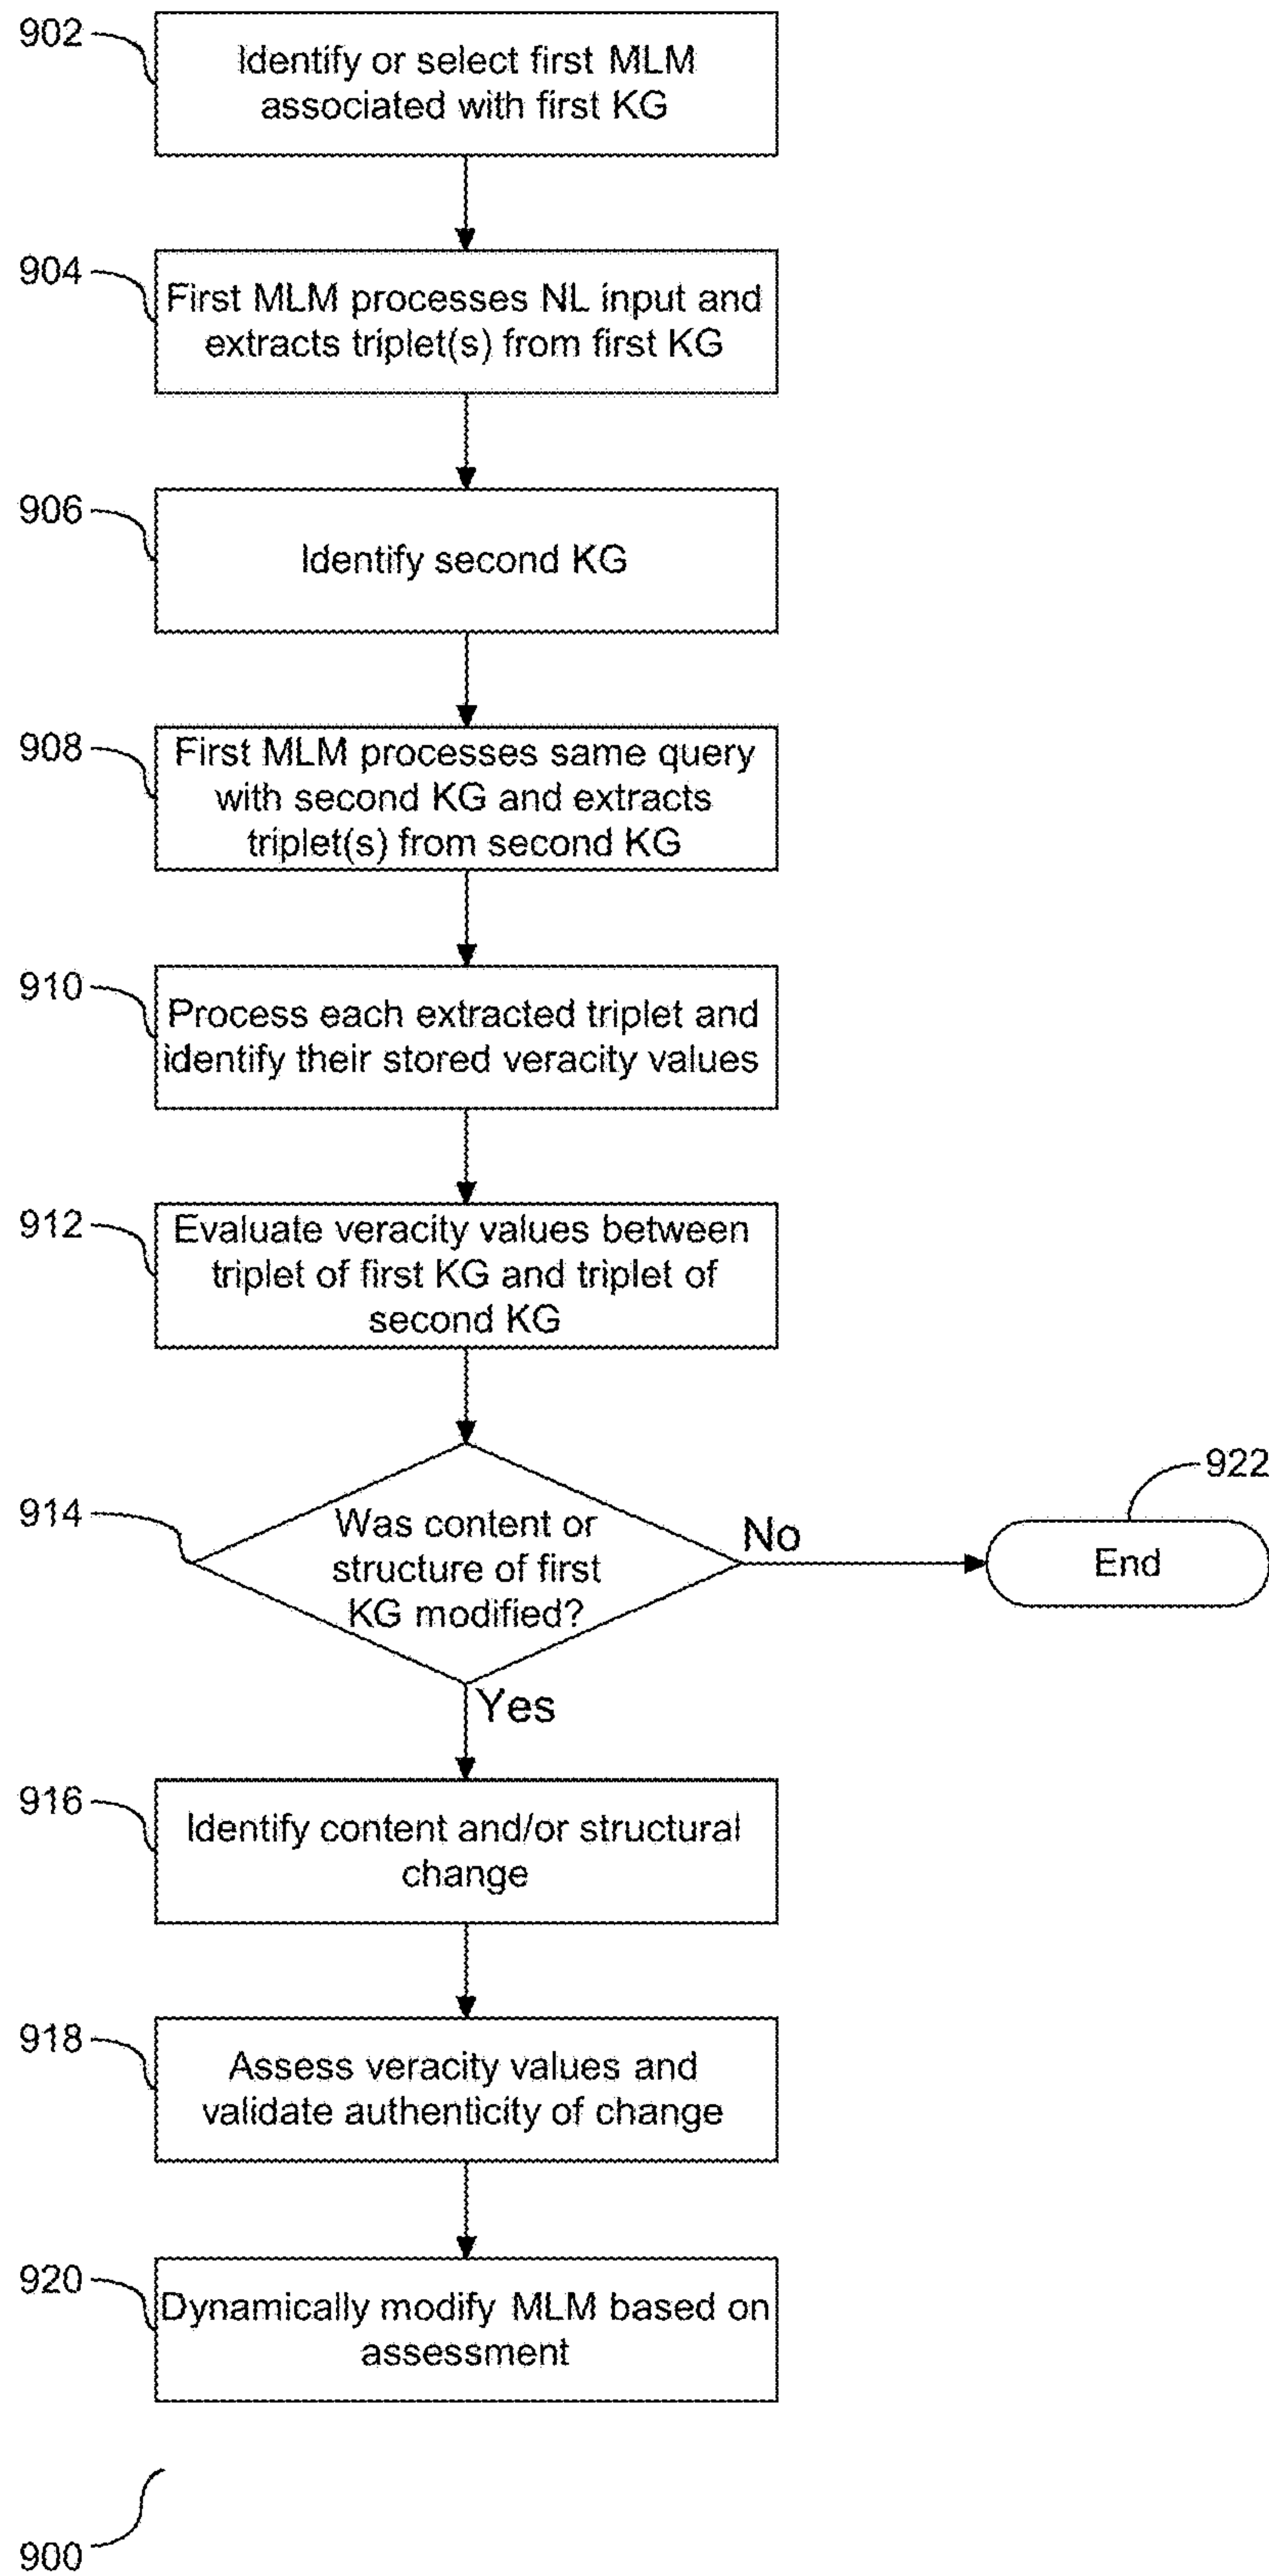 902
Identify or select first MLM
associated with first KG
904
First MLM processes NL input and
extracts triplet(s) from first KG
906
Identify second KG
908
First MLM processes same query
with second KG and extracts
triplet(s) from second KG
910
Process each extracted triplet and
identify their stored veracity values
912
Evaluate veracity values between
triplet of first KG and triplet of
second KG
914
Was content or
structure of first
KG modified?
No
922
End
Yes
916
Identify content and/or structural
change
918
Assess veracity values and
validate authenticity of change
920
Dynamically modify MLM based on
assessment
900